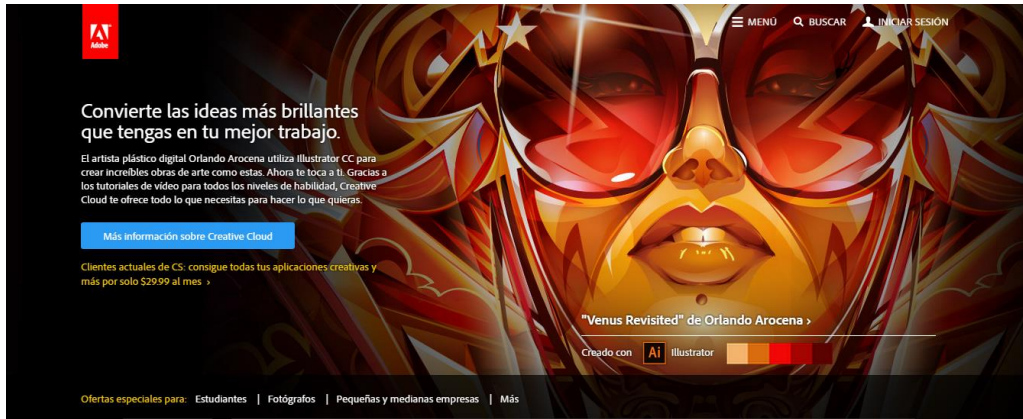 Adobe
MENÚ BUSCAR INICIAR SESIÓN
Convierte las ideas más brillantes
que tengas en tu mejor trabajo.
El artista plástico digital Orlando Arocena utiliza Illustrator CC para
crear increíbles obras de arte como estas. Ahora te toca a ti. Gracias a
los tutoriales de vídeo para todos los niveles de habilidad, Creative
Cloud te ofrece todo lo que necesitas para hacer lo que quieras.
Más información sobre Creative Cloud
Clientes actuales de CS: consigue todas tus aplicaciones creativas y
más por solo $29.99 al mes ›
"Venus Revisited" de Orlando Arocena ›
Creado con Ai Illustrator
Ofertas especiales para: Estudiantes | Fotógrafos | Pequeñas y medianas empresas | Más